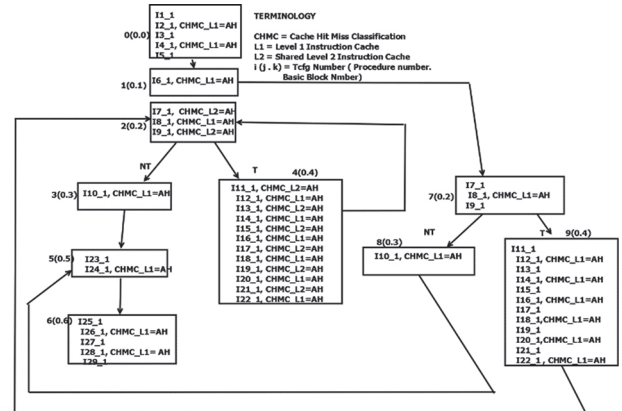 I1_1
I2_1, CHMC_L1=AH
0(0.0)
I3_1
I4_1, CHMC_L1=AH
I5_1
TERMINOLOGY
CHMC = Cache Hit Miss Classification
L1 = Level 1 Instruction Cache
L2 = Shared Level 2 Instruction Cache
i (j . k) = Tcfg Number ( Procedure number.
Basic Block Nmber)
1(0.1)
I6_1, CHMC_L1=AH
2(0.2)
I7_1, CHMC_L2=AH
I8_1, CHMC_L1=AH
I9_1, CHMC_L2=AH
NT
T
3(0.3)
I10_1, CHMC_L1=AH
4(0.4)
I11_1, CHMC_L2=AH
I12_1, CHMC_L1=AH
I13_1, CHMC_L2=AH
I14_1, CHMC_L1=AH
I15_1, CHMC_L2=AH
I16_1, CHMC_L1=AH
I17_1, CHMC_L2=AH
I18_1, CHMC_L1=AH
I19_1, CHMC_L2=AH
I20_1, CHMC_L1=AH
I21_1, CHMC_L2=AH
I22_1, CHMC_L1=AH
5(0.5)
I23_1
I24_1, CHMC_L1=AH
6(0.6)
I25_1
I26_1, CHMC_L1=AH
I27_1
I28_1, CHMC_L1= AH
I29_1
7(0.2)
I7_1
I8_1, CHMC_L1=AH
I9_1
NT
T
8(0.3)
I10_1, CHMC_L1=AH
9(0.4)
I11_1
I12_1, CHMC_L1=AH
I13_1
I14_1, CHMC_L1=AH
I15_1
I16_1, CHMC_L1=AH
I17_1
I18_1,CHMC_L1=AH
I19_1
I20_1,CHMC_L1=AH
I21_1
I22_1 , CHMC_L1=AH